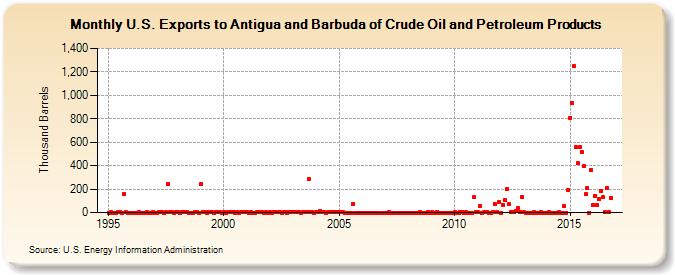 Monthly U.S. Exports to Antigua and Barbuda of Crude Oil and Petroleum Products
Thousand Barrels
1,400
1,200
1,000
800
600
400
200
0
1995 2000 2005 2010 2015
Source: U.S. Energy Information Administration